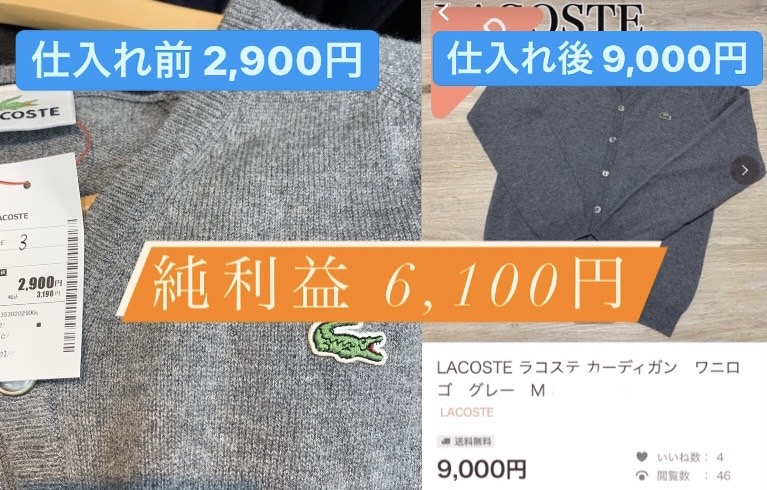 仕入れ前 2,900円
LACOSTE
仕入れ後 9,000円
3
2,900円
税込 3,190円
純利益 6,100円
LACOSTE ラコステ カーディガン ワニロ
ゴ グレー M
LACOSTE
送料無料
9,000円
いいね数： 4
閲覧数 ： 46